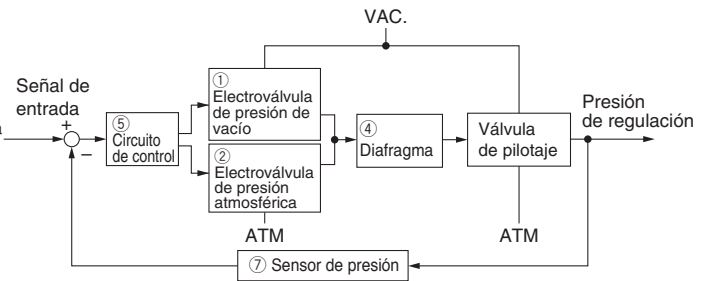 VAC.
Señal de
entrada
+
−
⑤
Circuito
de control
①
Electroválvula
de presión de
vacío
②
Electroválvula
de presión
atmosférica
ATM
④
Diafragma
Válvula
de pilotaje
ATM
Presión
de regulación
⑦ Sensor de presión